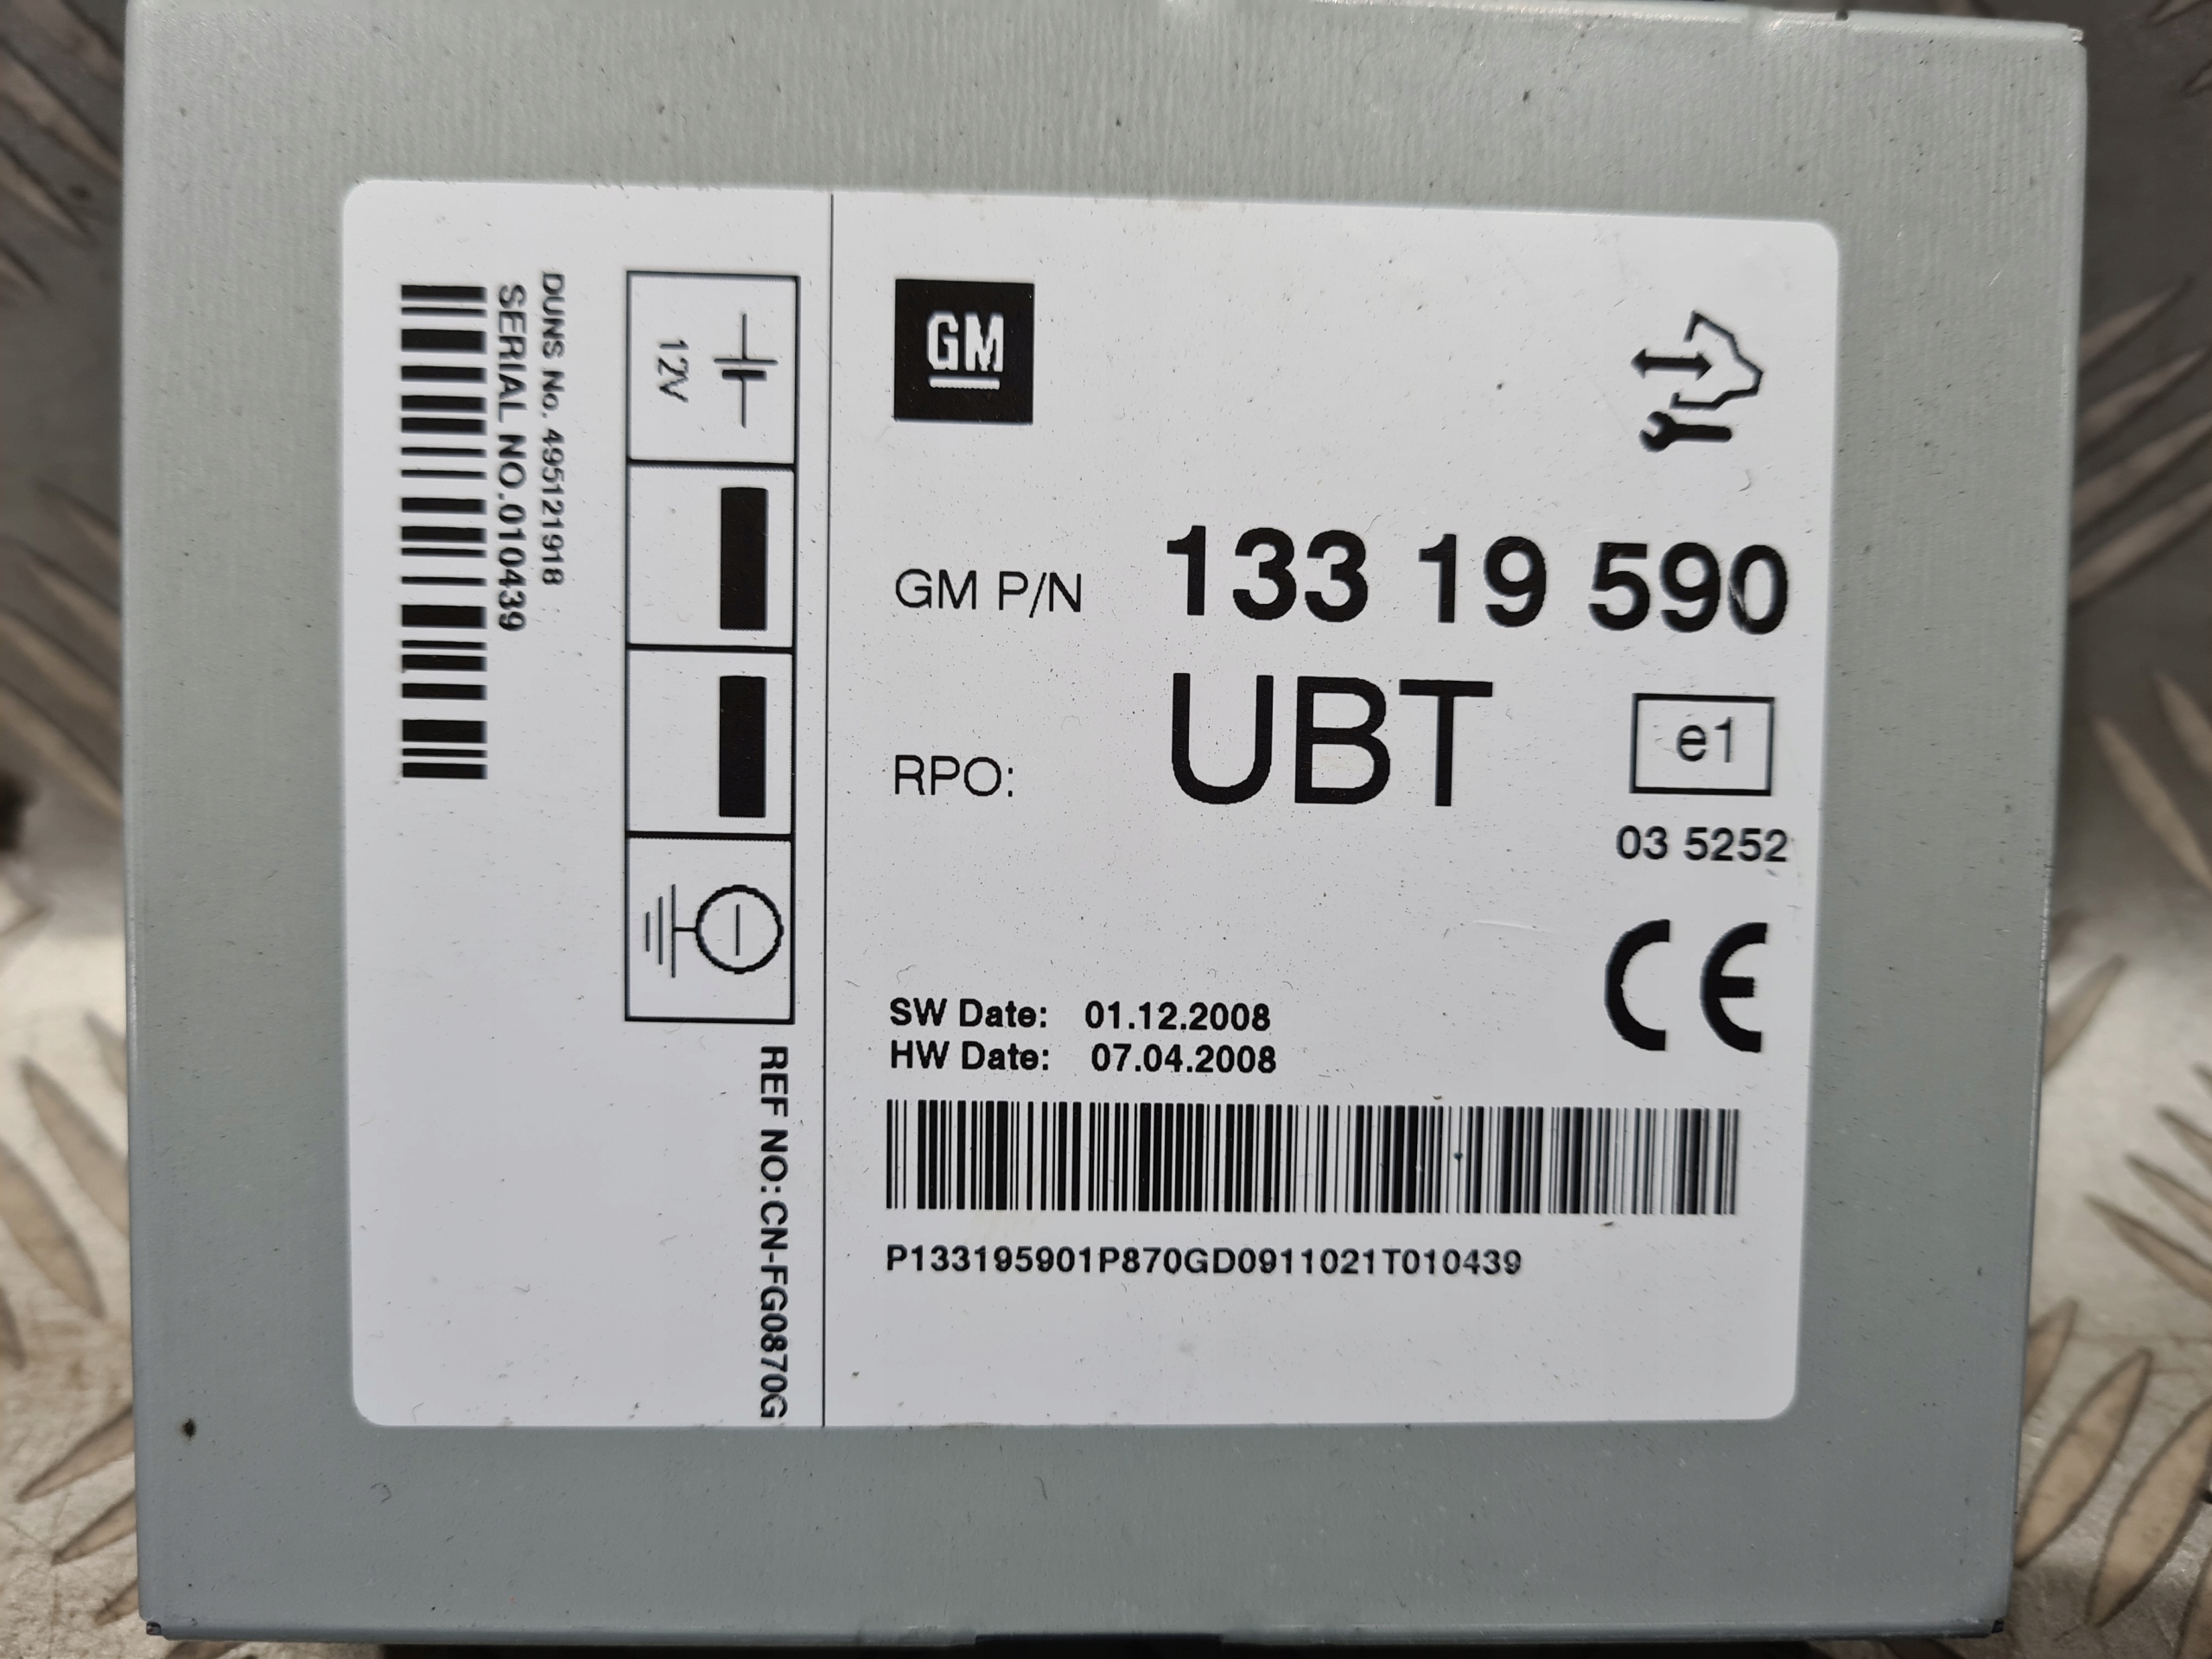 GM
GM P/N 133 19 590
RPO: UBT
e1
03 5252
CE
SW Date: 01.12.2008
HW Date: 07.04.2008
P133195901P870GD0911021T010439
12V
REF NO:CN-FG0870G
DUNS No. 495121918
SERIAL NO.010439